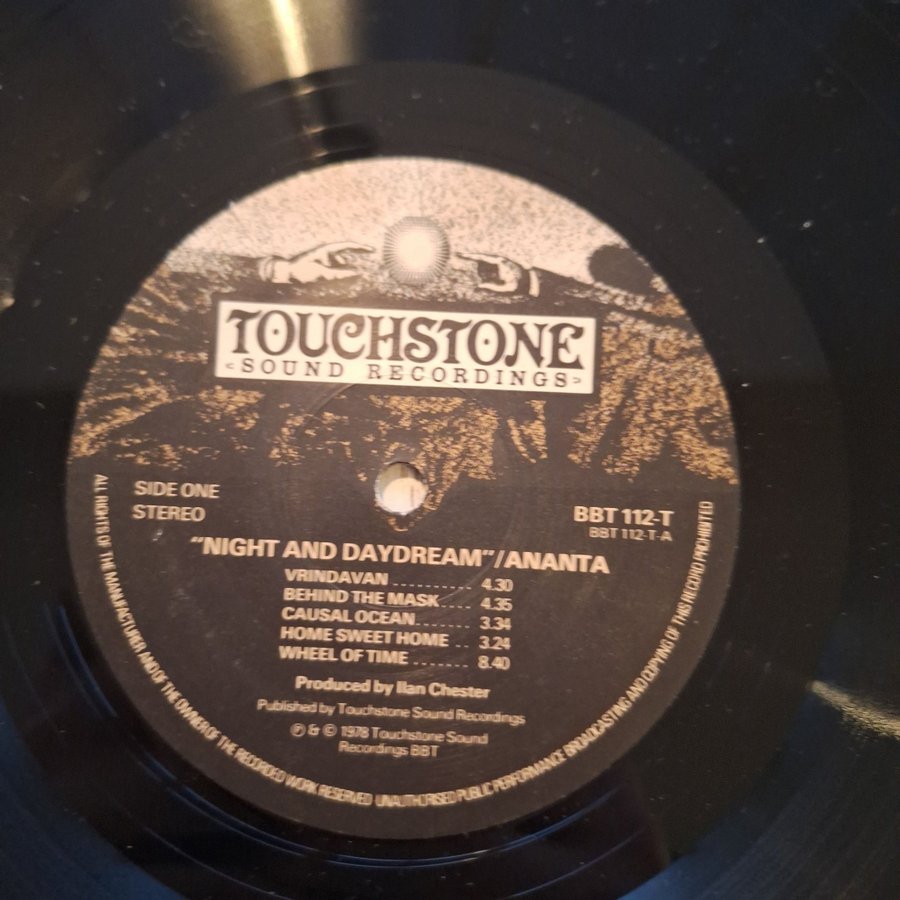 TOUCHSTONE
<SOUND RECORDINGS>
SIDE ONE
STEREO
BBT 112-T
BBT 112-T-A
"NIGHT AND DAYDREAM"/ANANTA
VRINDAVAN .......... 4.30
BEHIND THE MASK.... 4.35
CAUSAL OCEAN....... 3.34
HOME SWEET HOME .. 3.24
WHEEL OF TIME ....... 8.40
Produced by Ilan Chester
Published by Touchstone Sound Recordings
℗ & © 1978 Touchstone Sound
Recordings BBT
ALL RIGHTS OF THE MANUFACTURER AND OF THE OWNER OF THE RECORDED WORK RESERVED UNAUTHORISED PUBLIC PERFORMANCE BROADCASTING AND COPYING OF THIS RECORD PROHIBITED